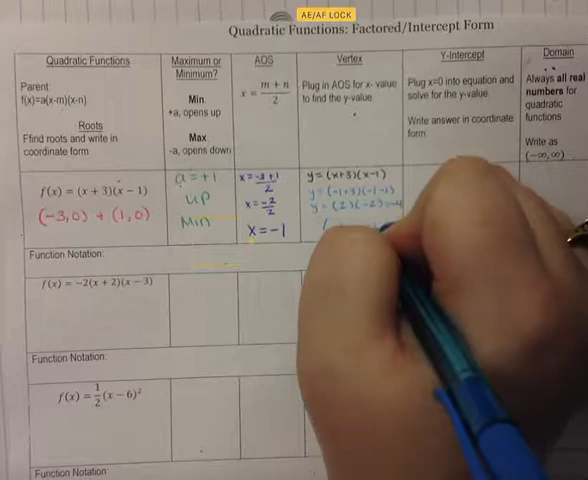 AE/AF LOCK
Quadratic Functions: Factored/Intercept Form
Quadratic Functions
Parent:
f(x)=a(x-m)(x-n)
Roots
Ffind roots and write in
coordinate form
Maximum or
Minimum?
Min
+a, opens up
Max
-a, opens down
AOS
x = m + n / 2
Vertex
Plug in AOS for x- value
to find the y-value
Y-Intercept
Plug x=0 into equation and
solve for the y-value.
Write answer in coordinate
form
Domain
Always all real
numbers for
quadratic
functions
Write as
(-∞,∞)
f(x) = (x + 3)(x − 1)
(-3,0) + (1,0)
a = +1
UP
Min
x = -3 + 1 / 2
x = -2 / 2
x = -1
y = (x+3)(x-1)
y = (-1+3)(-1-1)
y = (2)(-2) = -4
Function Notation:
f(x) = −2(x + 2)(x − 3)
Function Notation:
f(x) = 1/2 (x − 6)²
Function Notation: